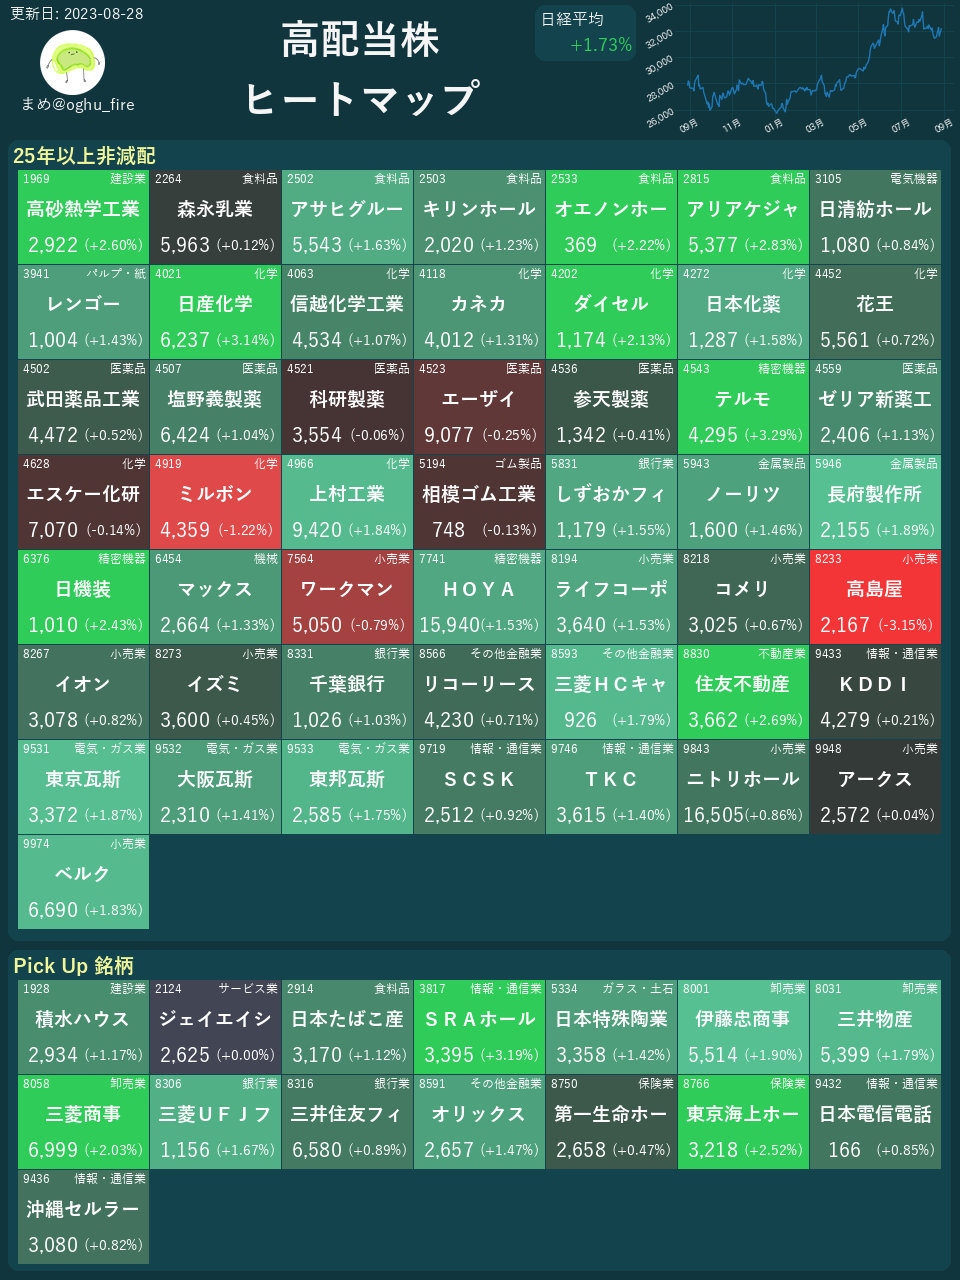 更新日: 2023-08-28
まめ@oghu_fire
高配当株
ヒートマップ
日経平均
+1.73%
34,000
32,000
30,000
28,000
26,000
09月 11月 01月 03月 05月 07月 09月
25年以上非減配
1969 建設業 2264 食料品 2502 食料品 2503 食料品 2533 食料品 2815 食料品 3105 電気機器
高砂熱学工業 森永乳業 アサヒグルー キリンホール オエノンホー アリアケジャ 日清紡ホール
2,922 (+2.60%) 5,963 (+0.12%) 5,543 (+1.63%) 2,020 (+1.23%) 369 (+2.22%) 5,377 (+2.83%) 1,080 (+0.84%)
3941 パルプ・紙 4021 化学 4063 化学 4118 化学 4202 化学 4272 化学 4452 化学
レンゴー 日産化学 信越化学工業 カネカ ダイセル 日本化薬 花王
1,004 (+1.43%) 6,237 (+3.14%) 4,534 (+1.07%) 4,012 (+1.31%) 1,174 (+2.13%) 1,287 (+1.58%) 5,561 (+0.72%)
4502 医薬品 4507 医薬品 4521 医薬品 4523 医薬品 4536 医薬品 4543 精密機器 4559 医薬品
武田薬品工業 塩野義製薬 科研製薬 エーザイ 参天製薬 テルモ ゼリア新薬工
4,472 (+0.52%) 6,424 (+1.04%) 3,554 (-0.06%) 9,077 (-0.25%) 1,342 (+0.41%) 4,295 (+3.29%) 2,406 (+1.13%)
4628 化学 4919 化学 4966 化学 5194 ゴム製品 5831 銀行業 5943 金属製品 5946 金属製品
エスケー化研 ミルボン 上村工業 相模ゴム工業 しずおかフィ ノーリツ 長府製作所
7,070 (-0.14%) 4,359 (-1.22%) 9,420 (+1.84%) 748 (-0.13%) 1,179 (+1.55%) 1,600 (+1.46%) 2,155 (+1.89%)
6376 精密機器 6454 機械 7564 小売業 7741 精密機器 8194 小売業 8218 小売業 8233 小売業
日機装 マックス ワークマン ＨＯＹＡ ライフコーポ コメリ 高島屋
1,010 (+2.43%) 2,664 (+1.33%) 5,050 (-0.79%) 15,940(+1.53%) 3,640 (+1.53%) 3,025 (+0.67%) 2,167 (-3.15%)
8267 小売業 8273 小売業 8331 銀行業 8566 その他金融業 8593 その他金融業 8830 不動産業 9433 情報・通信業
イオン イズミ 千葉銀行 リコーリース 三菱ＨＣキャ 住友不動産 ＫＤＤＩ
3,078 (+0.82%) 3,600 (+0.45%) 1,026 (+1.03%) 4,230 (+0.71%) 926 (+1.79%) 3,662 (+2.69%) 4,279 (+0.21%)
9531 電気・ガス業 9532 電気・ガス業 9533 電気・ガス業 9719 情報・通信業 9746 情報・通信業 9843 小売業 9948 小売業
東京瓦斯 大阪瓦斯 東邦瓦斯 ＳＣＳＫ ＴＫＣ ニトリホール アークス
3,372 (+1.87%) 2,310 (+1.41%) 2,585 (+1.75%) 2,512 (+0.92%) 3,615 (+1.40%) 16,505(+0.86%) 2,572 (+0.04%)
9974 小売業
ベルク
6,690 (+1.83%)
Pick Up 銘柄
1928 建設業 2124 サービス業 2914 食料品 3817 情報・通信業 5334 ガラス・土石 8001 卸売業 8031 卸売業
積水ハウス ジェイエイシ 日本たばこ産 ＳＲＡホール 日本特殊陶業 伊藤忠商事 三井物産
2,934 (+1.17%) 2,625 (+0.00%) 3,170 (+1.12%) 3,395 (+3.19%) 3,358 (+1.42%) 5,514 (+1.90%) 5,399 (+1.79%)
8058 卸売業 8306 銀行業 8316 銀行業 8591 その他金融業 8750 保険業 8766 保険業 9432 情報・通信業
三菱商事 三菱ＵＦＪフ 三井住友フィ オリックス 第一生命ホー 東京海上ホー 日本電信電話
6,999 (+2.03%) 1,156 (+1.67%) 6,580 (+0.89%) 2,657 (+1.47%) 2,658 (+0.47%) 3,218 (+2.52%) 166 (+0.85%)
9436 情報・通信業
沖縄セルラー
3,080 (+0.82%)